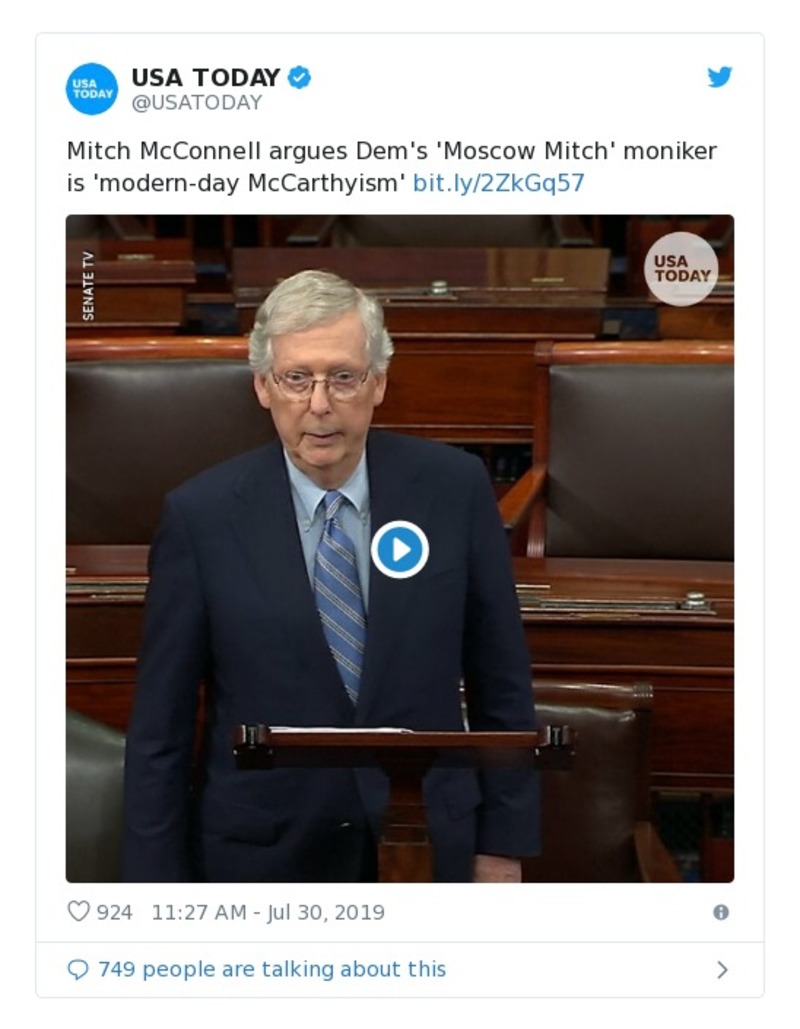 USA TODAY
USA TODAY
@USATODAY
Mitch McConnell argues Dem's 'Moscow Mitch' moniker
is 'modern-day McCarthyism' bit.ly/2ZkGq57
SENATE TV
USA
TODAY
924 11:27 AM - Jul 30, 2019
749 people are talking about this